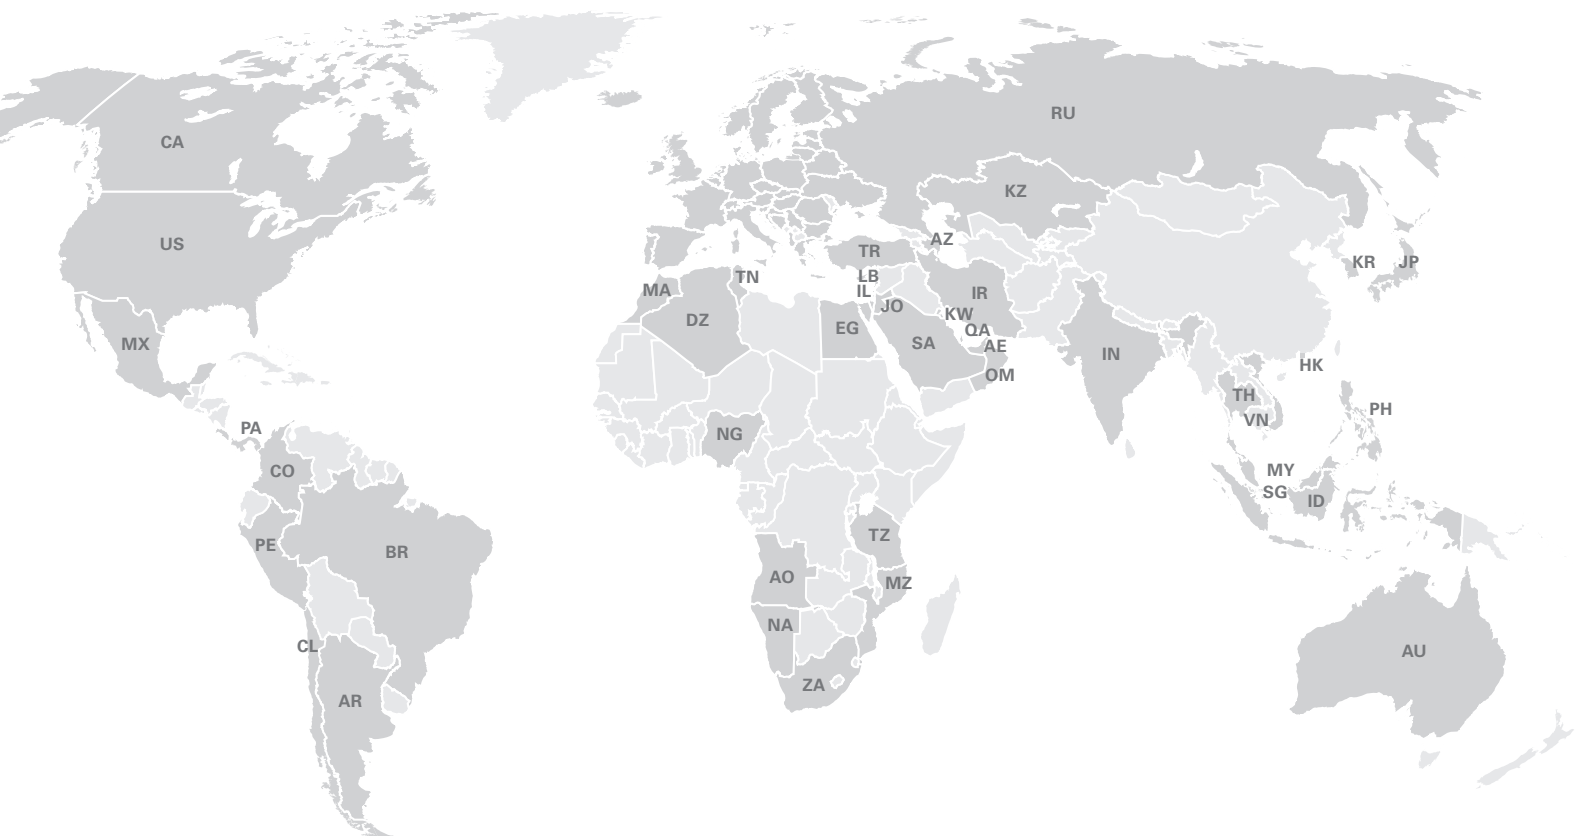 RU
CA
KZ
US
AZ
TR
KR
JP
TN
LB
MA
IL
IR
JO
KW
DZ
EG
QA
MX
SA
AE
IN
HK
OM
TH
PH
VN
PA
NG
CO
MY
SG
ID
TZ
PE
BR
AO
MZ
NA
CL
AU
ZA
AR